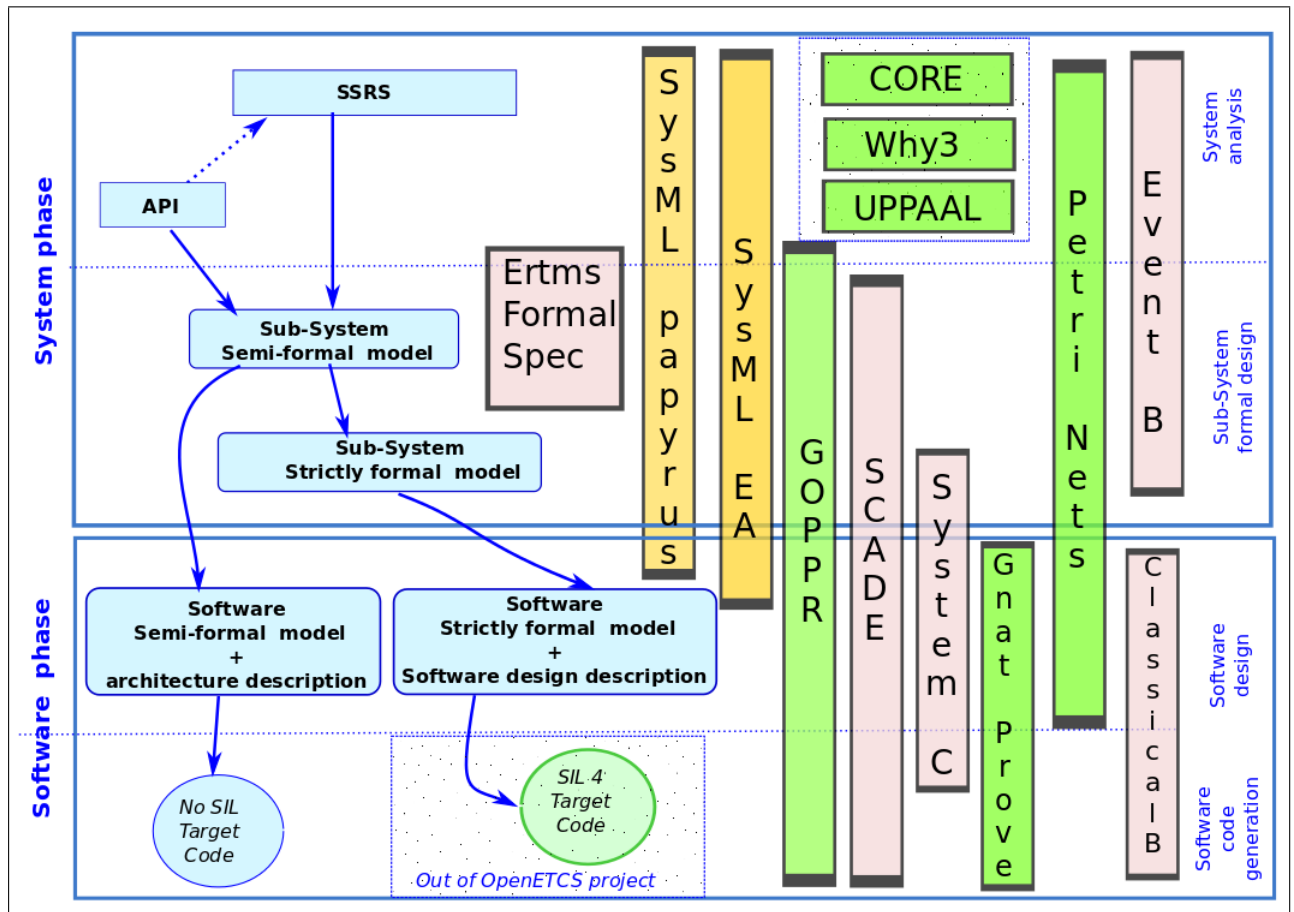 System phase
Software phase
SSRS
API
Sub-System
Semi-formal model
Sub-System
Strictly formal model
Software
Semi-formal model
+
architecture description
Software
Strictly formal model
+
Software design description
No SIL
Target
Code
SIL 4
Target
Code
Out of OpenETCS project
Ertms
Formal
Spec
SysML papyrus
SysML EA
CORE
Why3
UPPAAL
GOPPR
SCADE
System C
Gnat Prove
Petri Nets
Event B
ClassicalB
System
analysis
Sub-System
formal design
Software
design
Software
code
generation